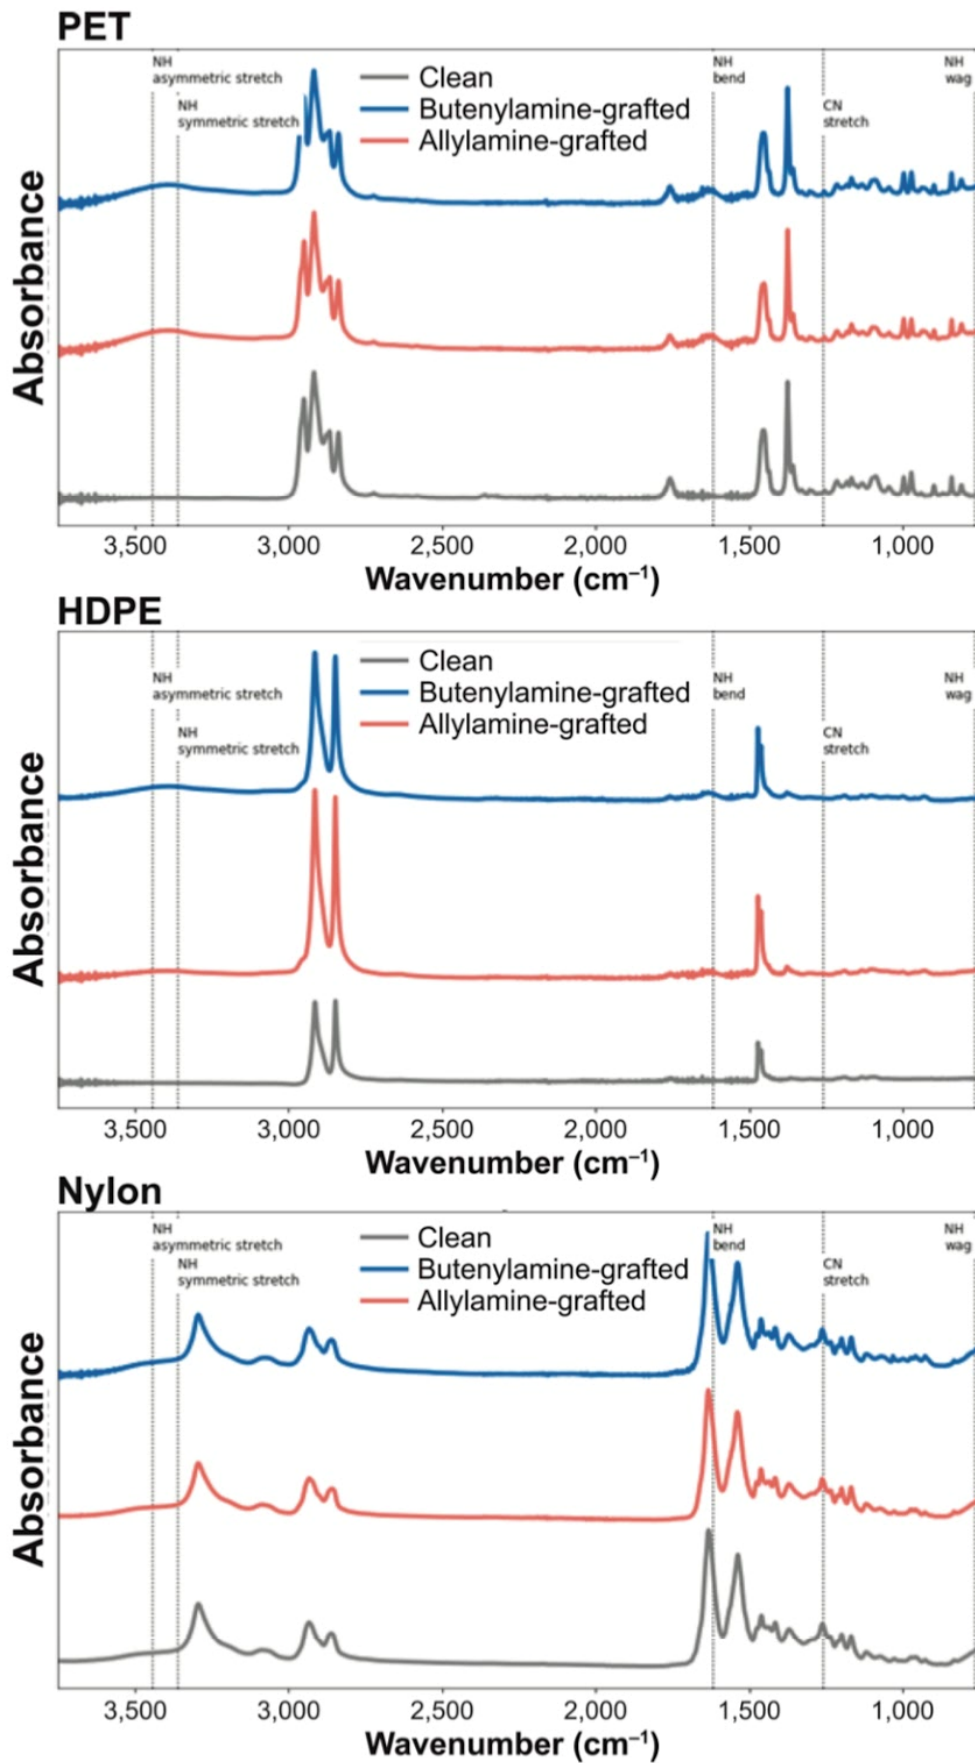 PET
NH
asymmetric stretch
NH
symmetric stretch
Clean
Butenylamine-grafted
Allylamine-grafted
NH
bend
CN
stretch
NH
wag
Absorbance
3,500 3,000 2,500 2,000 1,500 1,000
Wavenumber (cm⁻¹)
HDPE
NH
asymmetric stretch
NH
symmetric stretch
Clean
Butenylamine-grafted
Allylamine-grafted
NH
bend
CN
stretch
NH
wag
Absorbance
3,500 3,000 2,500 2,000 1,500 1,000
Wavenumber (cm⁻¹)
Nylon
NH
asymmetric stretch
NH
symmetric stretch
Clean
Butenylamine-grafted
Allylamine-grafted
NH
bend
CN
stretch
NH
wag
Absorbance
3,500 3,000 2,500 2,000 1,500 1,000
Wavenumber (cm⁻¹)